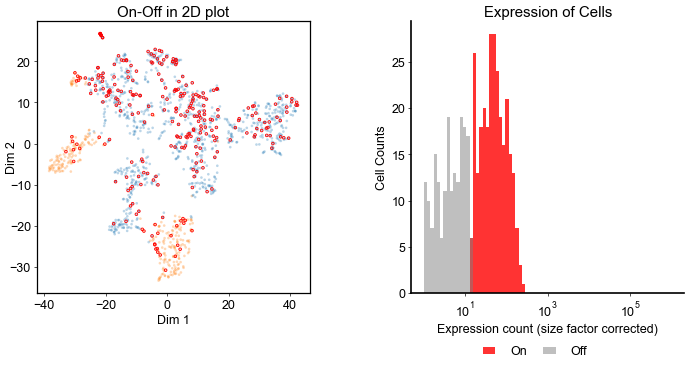 On-Off in 2D plot
Dim 2
20
10
0
−10
−20
−30
−40
−20
0
20
40
Dim 1
Expression of Cells
Cell Counts
25
20
15
10
5
0
10^1
10^3
10^5
Expression count (size factor corrected)
On
Off